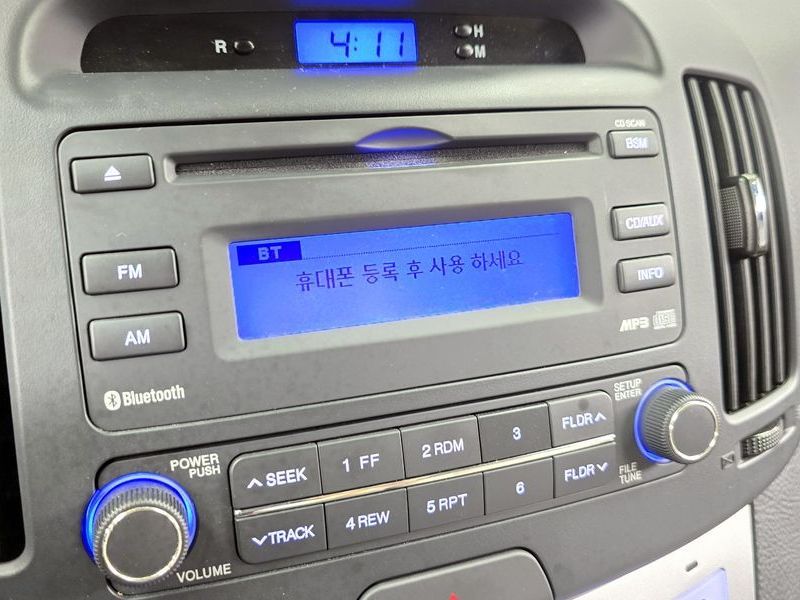 R 4:11 H
M
CD SCAN
BSM
FM
BT
휴대폰 등록 후 사용 하세요
CD/AUX
INFO
AM
MP3
Bluetooth
POWER
PUSH
SEEK
1 FF
2 RDM
3
FLDR
SETUP
ENTER
TRACK
4 REW
5 RPT
6
FLDR
FILE
TUNE
VOLUME